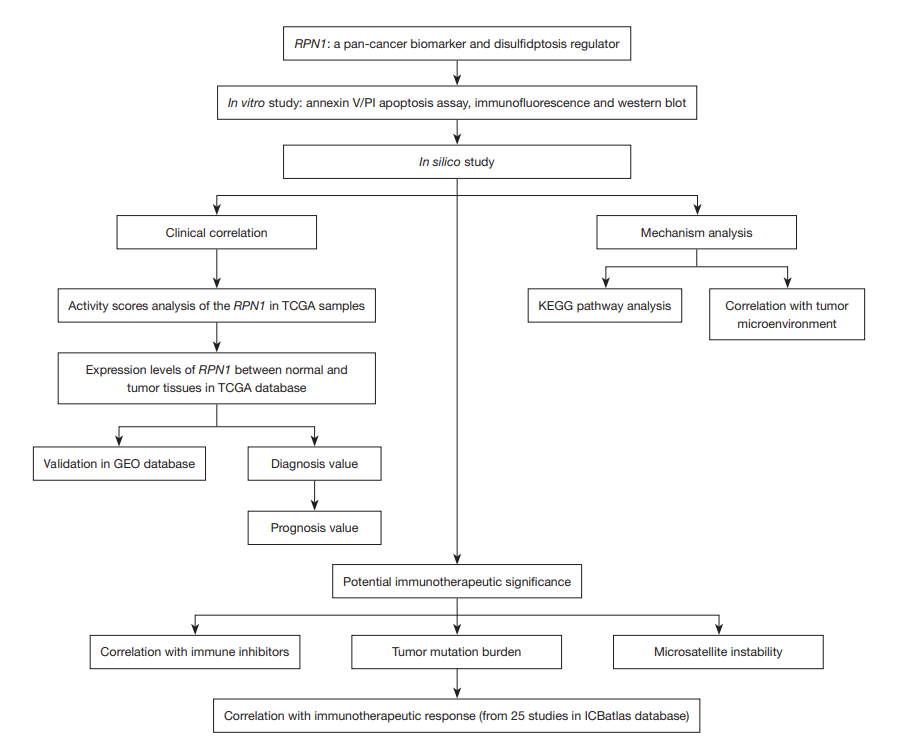 RPN1: a pan-cancer biomarker and disulfidptosis regulator
In vitro study: annexin V/PI apoptosis assay, immunofluorescence and western blot
In silico study
Clinical correlation
Mechanism analysis
Activity scores analysis of the RPN1 in TCGA samples
KEGG pathway analysis
Correlation with tumor
microenvironment
Expression levels of RPN1 between normal and
tumor tissues in TCGA database
Validation in GEO database
Diagnosis value
Prognosis value
Potential immunotherapeutic significance
Correlation with immune inhibitors
Tumor mutation burden
Microsatellite instability
Correlation with immunotherapeutic response (from 25 studies in ICBatlas database)